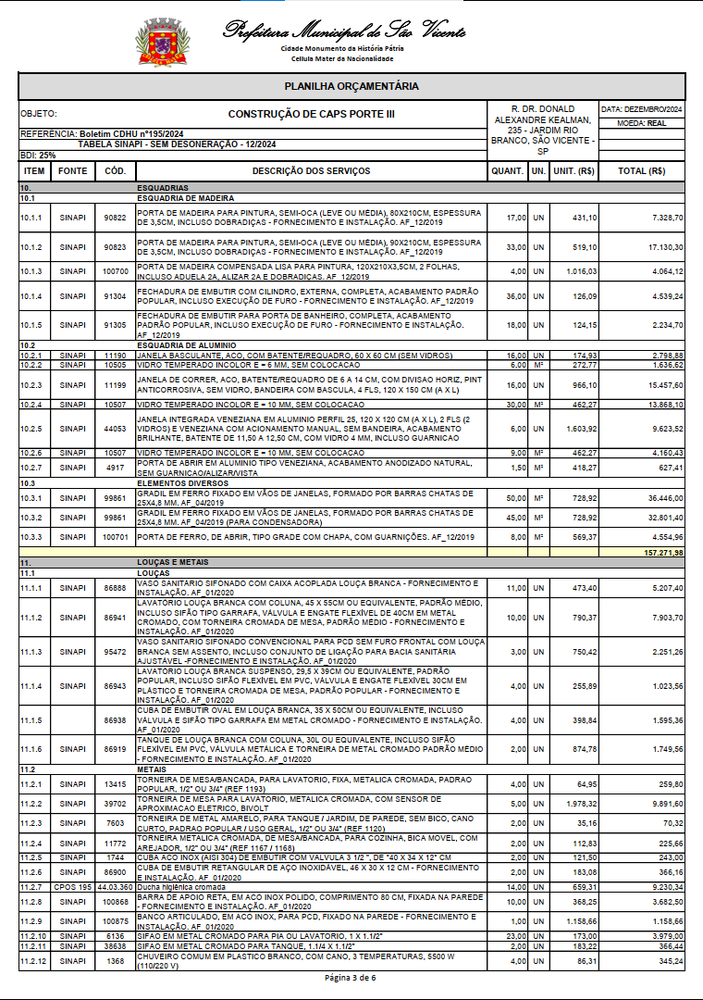 Prefeitura Municipal de São Vicente
Cidade Monumento da História Pátria
Cellula Mater da Nacionalidade
PLANILHA ORÇAMENTÁRIA
OBJETO: CONSTRUÇÃO DE CAPS PORTE III
R. DR. DONALD
ALEXANDRE KEALMAN,
235 - JARDIM RIO
BRANCO, SÃO VICENTE -
SP
DATA: DEZEMBRO/2024
MOEDA: REAL
REFERÊNCIA: Boletim CDHU nº195/2024
TABELA SINAPI - SEM DESONERAÇÃO - 12/2024
BDI: 25%
ITEM FONTE CÓD. DESCRIÇÃO DOS SERVIÇOS QUANT. UN. UNIT. (R$) TOTAL (R$)
10. ESQUADRIAS
10.1 ESQUADRIA DE MADEIRA
10.1.1 SINAPI 90822 PORTA DE MADEIRA PARA PINTURA, SEMI-OCA (LEVE OU MÉDIA), 80X210CM, ESPESSURA
DE 3,5CM, INCLUSO DOBRADIÇAS - FORNECIMENTO E INSTALAÇÃO. AF_12/2019 17,00 UN 431,10 7.328,70
10.1.2 SINAPI 90823 PORTA DE MADEIRA PARA PINTURA, SEMI-OCA (LEVE OU MÉDIA), 90X210CM, ESPESSURA
DE 3,5CM, INCLUSO DOBRADIÇAS - FORNECIMENTO E INSTALAÇÃO. AF_12/2019 33,00 UN 519,10 17.130,30
10.1.3 SINAPI 100700 PORTA DE MADEIRA COMPENSADA LISA PARA PINTURA, 120X210X3,5CM, 2 FOLHAS,
INCLUSO ADUELA 2A, ALIZAR 2A E DOBRADIÇAS. AF_12/2019 4,00 UN 1.016,03 4.064,12
10.1.4 SINAPI 91304 FECHADURA DE EMBUTIR COM CILINDRO, EXTERNA, COMPLETA, ACABAMENTO PADRÃO
POPULAR, INCLUSO EXECUÇÃO DE FURO - FORNECIMENTO E INSTALAÇÃO. AF_12/2019 36,00 UN 126,09 4.539,24
10.1.5 SINAPI 91305 FECHADURA DE EMBUTIR PARA PORTA DE BANHEIRO, COMPLETA, ACABAMENTO
PADRÃO POPULAR, INCLUSO EXECUÇÃO DE FURO - FORNECIMENTO E INSTALAÇÃO.
AF_12/2019 18,00 UN 124,15 2.234,70
10.2 ESQUADRIA DE ALUMINIO
10.2.1 SINAPI 11190 JANELA BASCULANTE, ACO, COM BATENTE/REQUADRO, 60 X 60 CM (SEM VIDROS) 16,00 UN 174,93 2.798,88
10.2.2 SINAPI 10505 VIDRO TEMPERADO INCOLOR E = 6 MM, SEM COLOCACAO 6,00 M² 272,77 1.636,62
10.2.3 SINAPI 11199 JANELA DE CORRER, ACO, BATENTE/REQUADRO DE 6 A 14 CM, COM DIVISAO HORIZ, PINT
ANTICORROSIVA, SEM VIDRO, BANDEIRA COM BASCULA, 4 FLS, 120 X 150 CM (A X L) 16,00 UN 966,10 15.457,60
10.2.4 SINAPI 10507 VIDRO TEMPERADO INCOLOR E = 10 MM, SEM COLOCACAO 30,00 M² 462,27 13.868,10
10.2.5 SINAPI 44053 JANELA INTEGRADA VENEZIANA EM ALUMINIO PERFIL 25, 120 X 120 CM (A X L), 2 FLS (2
VIDROS) E VENEZIANA COM ACIONAMENTO MANUAL, SEM BANDEIRA, ACABAMENTO
BRILHANTE, BATENTE DE 11,50 A 12,50 CM, COM VIDRO 4 MM, INCLUSO GUARNICAO 6,00 UN 1.603,92 9.623,52
10.2.6 SINAPI 10507 VIDRO TEMPERADO INCOLOR E = 10 MM, SEM COLOCACAO 9,00 M² 462,27 4.160,43
10.2.7 SINAPI 4917 PORTA DE ABRIR EM ALUMINIO TIPO VENEZIANA, ACABAMENTO ANODIZADO NATURAL,
SEM GUARNICAO/ALIZAR/VISTA 1,50 M² 418,27 627,41
10.3 ELEMENTOS DIVERSOS
10.3.1 SINAPI 99861 GRADIL EM FERRO FIXADO EM VÃOS DE JANELAS, FORMADO POR BARRAS CHATAS DE
25X4,8 MM. AF_04/2019 50,00 M² 728,92 36.446,00
10.3.2 SINAPI 99861 GRADIL EM FERRO FIXADO EM VÃOS DE JANELAS, FORMADO POR BARRAS CHATAS DE
25X4,8 MM. AF_04/2019 (PARA CONDENSADORA) 45,00 M² 728,92 32.801,40
10.3.3 SINAPI 100701 PORTA DE FERRO, DE ABRIR, TIPO GRADE COM CHAPA, COM GUARNIÇÕES. AF_12/2019 8,00 M² 569,37 4.554,96
157.271,98
11. LOUÇAS E METAIS
11.1 LOUÇAS
11.1.1 SINAPI 86888 VASO SANITÁRIO SIFONADO COM CAIXA ACOPLADA LOUÇA BRANCA - FORNECIMENTO E
INSTALAÇÃO. AF_01/2020 11,00 UN 473,40 5.207,40
11.1.2 SINAPI 86941 LAVATÓRIO LOUÇA BRANCA COM COLUNA, 45 X 55CM OU EQUIVALENTE, PADRÃO MÉDIO,
INCLUSO SIFÃO TIPO GARRAFA, VÁLVULA E ENGATE FLEXÍVEL DE 40CM EM METAL
CROMADO, COM TORNEIRA CROMADA DE MESA, PADRÃO MÉDIO - FORNECIMENTO E
INSTALAÇÃO. AF_01/2020 10,00 UN 790,37 7.903,70
11.1.3 SINAPI 95472 VASO SANITARIO SIFONADO CONVENCIONAL PARA PCD SEM FURO FRONTAL COM LOUÇA
BRANCA SEM ASSENTO, INCLUSO CONJUNTO DE LIGAÇÃO PARA BACIA SANITÁRIA
AJUSTÁVEL -FORNECIMENTO E INSTALAÇÃO. AF_01/2020 3,00 UN 750,42 2.251,26
11.1.4 SINAPI 86943 LAVATÓRIO LOUÇA BRANCA SUSPENSO, 29,5 X 39CM OU EQUIVALENTE, PADRÃO
POPULAR, INCLUSO SIFÃO FLEXÍVEL EM PVC, VÁLVULA E ENGATE FLEXÍVEL 30CM EM
PLÁSTICO E TORNEIRA CROMADA DE MESA, PADRÃO POPULAR - FORNECIMENTO E
INSTALAÇÃO. AF_01/2020 4,00 UN 255,89 1.023,56
11.1.5 SINAPI 86938 CUBA DE EMBUTIR OVAL EM LOUÇA BRANCA, 35 X 50CM OU EQUIVALENTE, INCLUSO
VÁLVULA E SIFÃO TIPO GARRAFA EM METAL CROMADO - FORNECIMENTO E INSTALAÇÃO.
AF_01/2020 4,00 UN 398,84 1.595,36
11.1.6 SINAPI 86919 TANQUE DE LOUÇA BRANCA COM COLUNA, 30L OU EQUIVALENTE, INCLUSO SIFÃO
FLEXÍVEL EM PVC, VÁLVULA METÁLICA E TORNEIRA DE METAL CROMADO PADRÃO MÉDIO
- FORNECIMENTO E INSTALAÇÃO. AF_01/2020 2,00 UN 874,78 1.749,56
11.2 METAIS
11.2.1 SINAPI 13415 TORNEIRA DE MESA/BANCADA, PARA LAVATORIO, FIXA, METALICA CROMADA, PADRAO
POPULAR, 1/2" OU 3/4" (REF 1193) 4,00 UN 64,95 259,80
11.2.2 SINAPI 39702 TORNEIRA DE MESA PARA LAVATORIO, METALICA CROMADA, COM SENSOR DE
APROXIMACAO ELETRICO, BIVOLT 5,00 UN 1.978,32 9.891,60
11.2.3 SINAPI 7603 TORNEIRA DE METAL AMARELO, PARA TANQUE / JARDIM, DE PAREDE, SEM BICO, CANO
CURTO, PADRAO POPULAR / USO GERAL, 1/2" OU 3/4" (REF 1120) 2,00 UN 35,16 70,32
11.2.4 SINAPI 11772 TORNEIRA METALICA CROMADA, DE MESA/BANCADA, PARA COZINHA, BICA MOVEL, COM
AREJADOR, 1/2" OU 3/4" (REF 1167 / 1168) 2,00 UN 112,83 225,66
11.2.5 SINAPI 1744 CUBA ACO INOX (AISI 304) DE EMBUTIR COM VALVULA 3 1/2 ", DE *40 X 34 X 12* CM 2,00 UN 121,50 243,00
11.2.6 SINAPI 86900 CUBA DE EMBUTIR RETANGULAR DE AÇO INOXIDÁVEL, 46 X 30 X 12 CM - FORNECIMENTO
E INSTALAÇÃO. AF_01/2020 2,00 UN 183,08 366,16
11.2.7 CPOS 195 44.03.360 Ducha higiênica cromada 14,00 UN 659,31 9.230,34
11.2.8 SINAPI 100868 BARRA DE APOIO RETA, EM ACO INOX POLIDO, COMPRIMENTO 80 CM, FIXADA NA PAREDE
- FORNECIMENTO E INSTALAÇÃO. AF_01/2020 10,00 UN 368,25 3.682,50
11.2.9 SINAPI 100875 BANCO ARTICULADO, EM ACO INOX, PARA PCD, FIXADO NA PAREDE - FORNECIMENTO E
INSTALAÇÃO. AF_01/2020 1,00 UN 1.158,66 1.158,66
11.2.10 SINAPI 6136 SIFAO EM METAL CROMADO PARA PIA OU LAVATORIO, 1 X 1.1/2" 23,00 UN 173,00 3.979,00
11.2.11 SINAPI 38638 SIFAO EM METAL CROMADO PARA TANQUE, 1.1/4 X 1.1/2" 2,00 UN 183,22 366,44
11.2.12 SINAPI 1368 CHUVEIRO COMUM EM PLASTICO BRANCO, COM CANO, 3 TEMPERATURAS, 5500 W
(110/220 V) 4,00 UN 86,31 345,24
Página 3 de 6